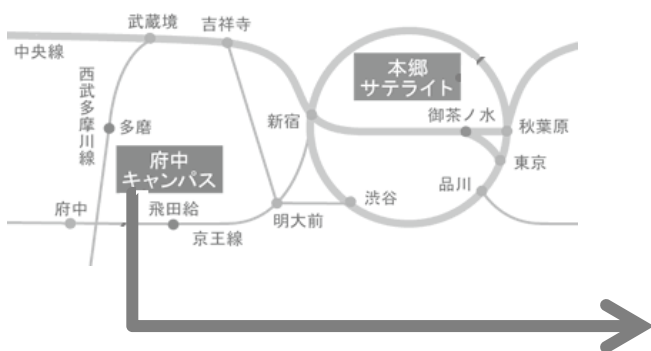 武蔵境
吉祥寺
中央線
西武多摩川線
多磨
府中
キャンパス
府中
飛田給
京王線
明大前
新宿
渋谷
本郷
サテライト
御茶ノ水
秋葉原
東京
品川